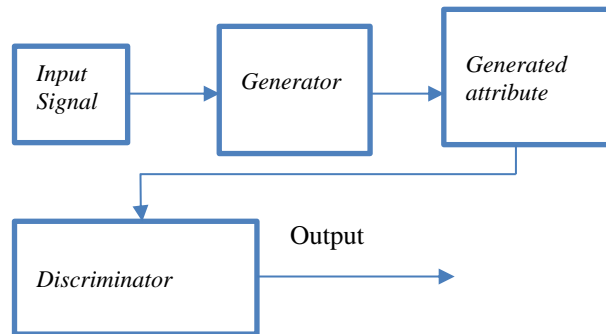 Input
Signal
Generator
Generated
attribute
Output
Discriminator